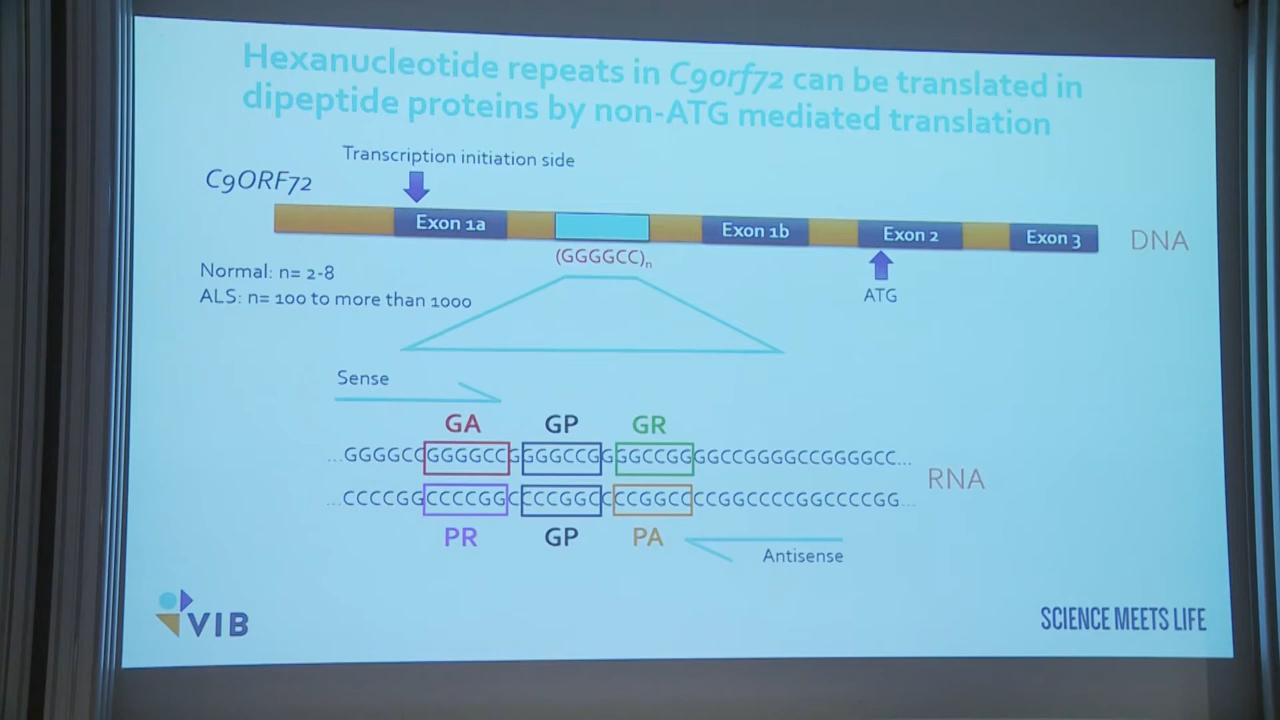 Hexanucleotide repeats in C9orf72 can be translated in
dipeptide proteins by non-ATG mediated translation
Transcription initiation side
C9ORF72
Exon 1a
Exon 1b
Exon 2
Exon 3
DNA
(GGGGCC)n
Normal: n= 2-8
ALS: n= 100 to more than 1000
ATG
Sense
GA GP GR
...GGGGCCGGGGCCGGGGCCGGGGCCGGGGCCGGGGCCGGGGCC...
RNA
...CCCCGGCCCCGGCCCCGGCCCCGGCCCCGGCCCCGGCCCCGG...
PR GP PA
Antisense
VIB
SCIENCE MEETS LIFE